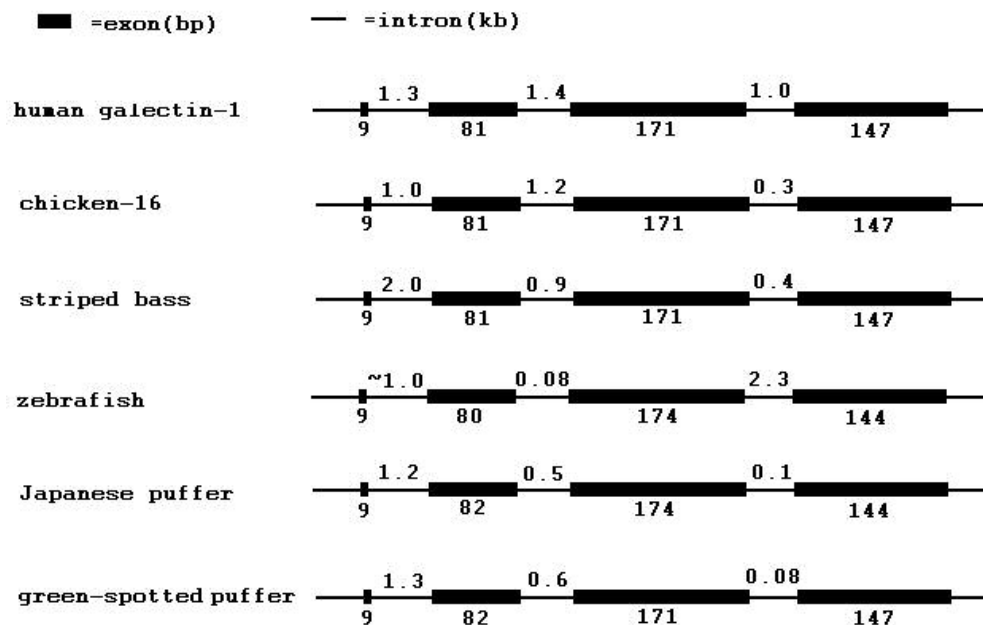 =exon(bp) =intron(kb)
1.3 1.4 1.0
human galectin-1
9 81 171 147
1.0 1.2 0.3
chicken-16
9 81 171 147
2.0 0.9 0.4
striped bass
9 81 171 147
~1.0 0.08 2.3
zebrafish
9 80 174 144
1.2 0.5 0.1
Japanese puffer
9 82 174 144
1.3 0.6 0.08
green-spotted puffer
9 82 171 147